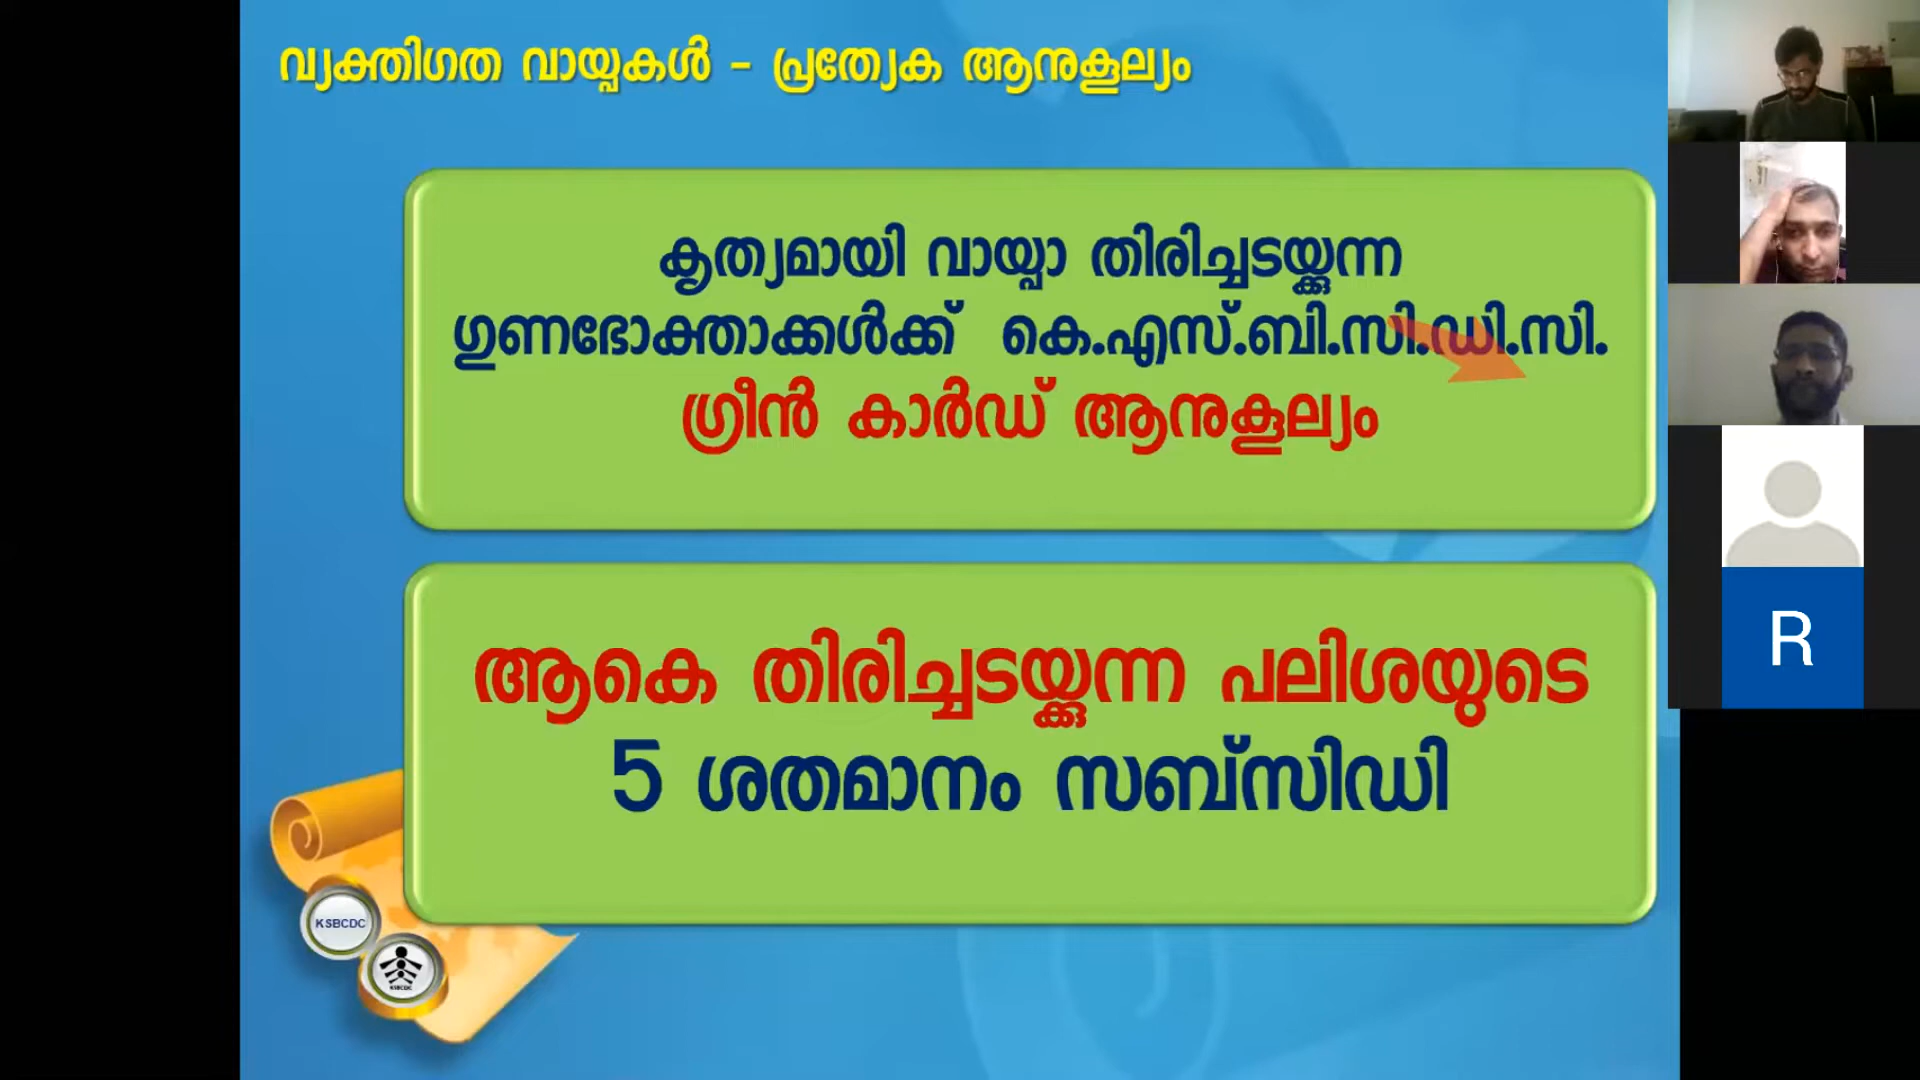 വ്യക്തിഗത വായ്പകൾ - പ്രത്യേക ആനുകൂല്യം
കൃത്യമായി വായ്പാ തിരിച്ചടയ്ക്കുന്ന
ഗുണഭോക്താക്കൾക്ക് കെ.എസ്.ബി.സി.ഡി.സി.
ഗ്രീൻ കാർഡ് ആനുകൂല്യം
ആകെ തിരിച്ചടയ്ക്കുന്ന പലിശയുടെ
5 ശതമാനം സബ്സിഡി
KSBCDC
KSBCDC
R